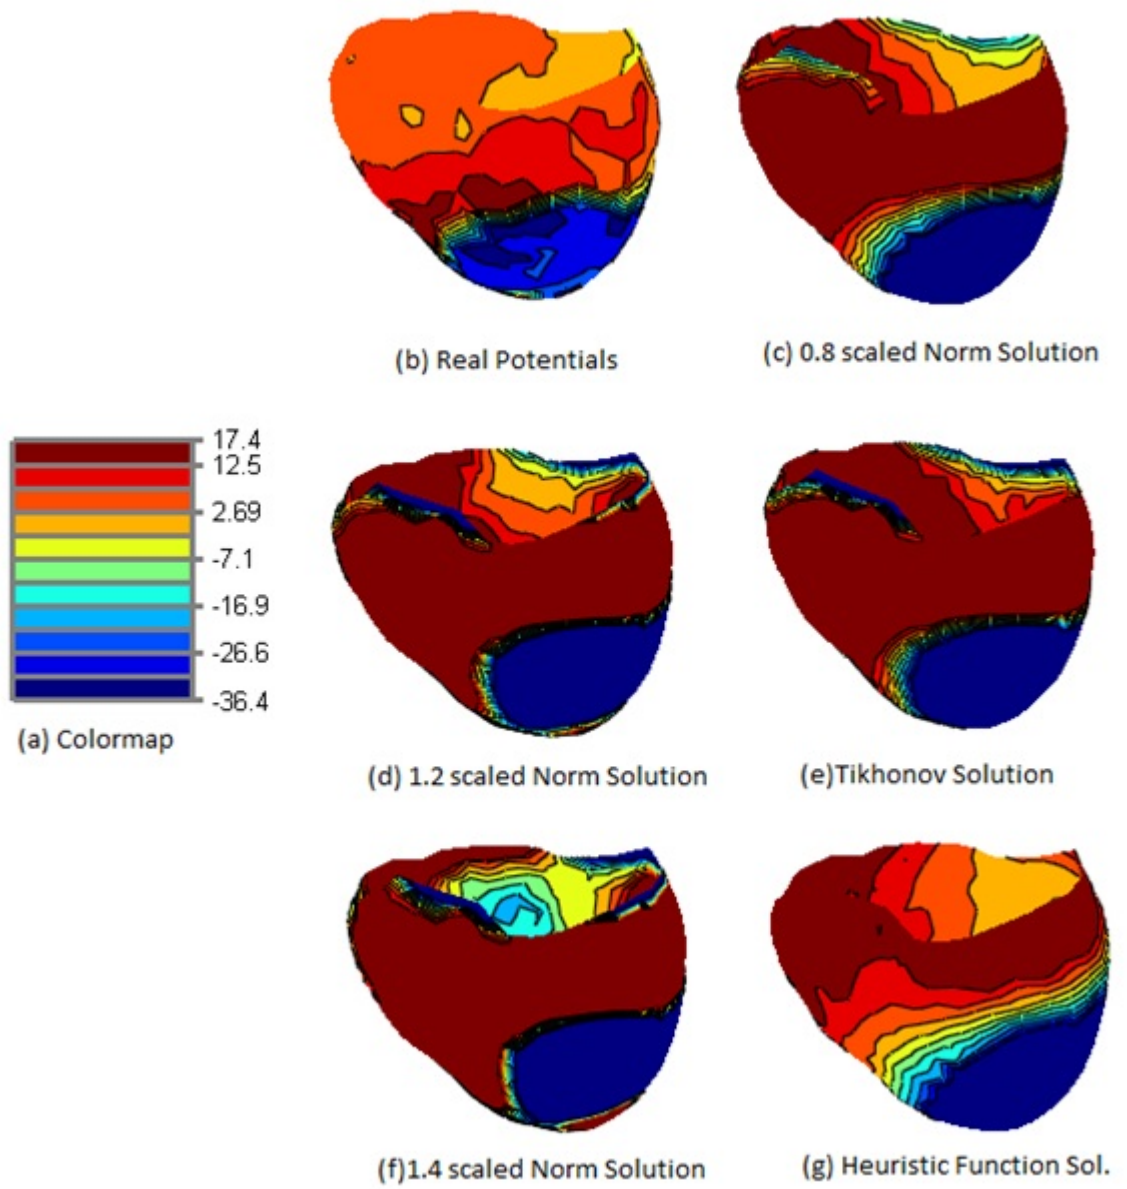 (b) Real Potentials
(c) 0.8 scaled Norm Solution
17.4
12.5
2.69
-7.1
-16.9
-26.6
-36.4
(a) Colormap
(d) 1.2 scaled Norm Solution
(e)Tikhonov Solution
(f)1.4 scaled Norm Solution
(g) Heuristic Function Sol.